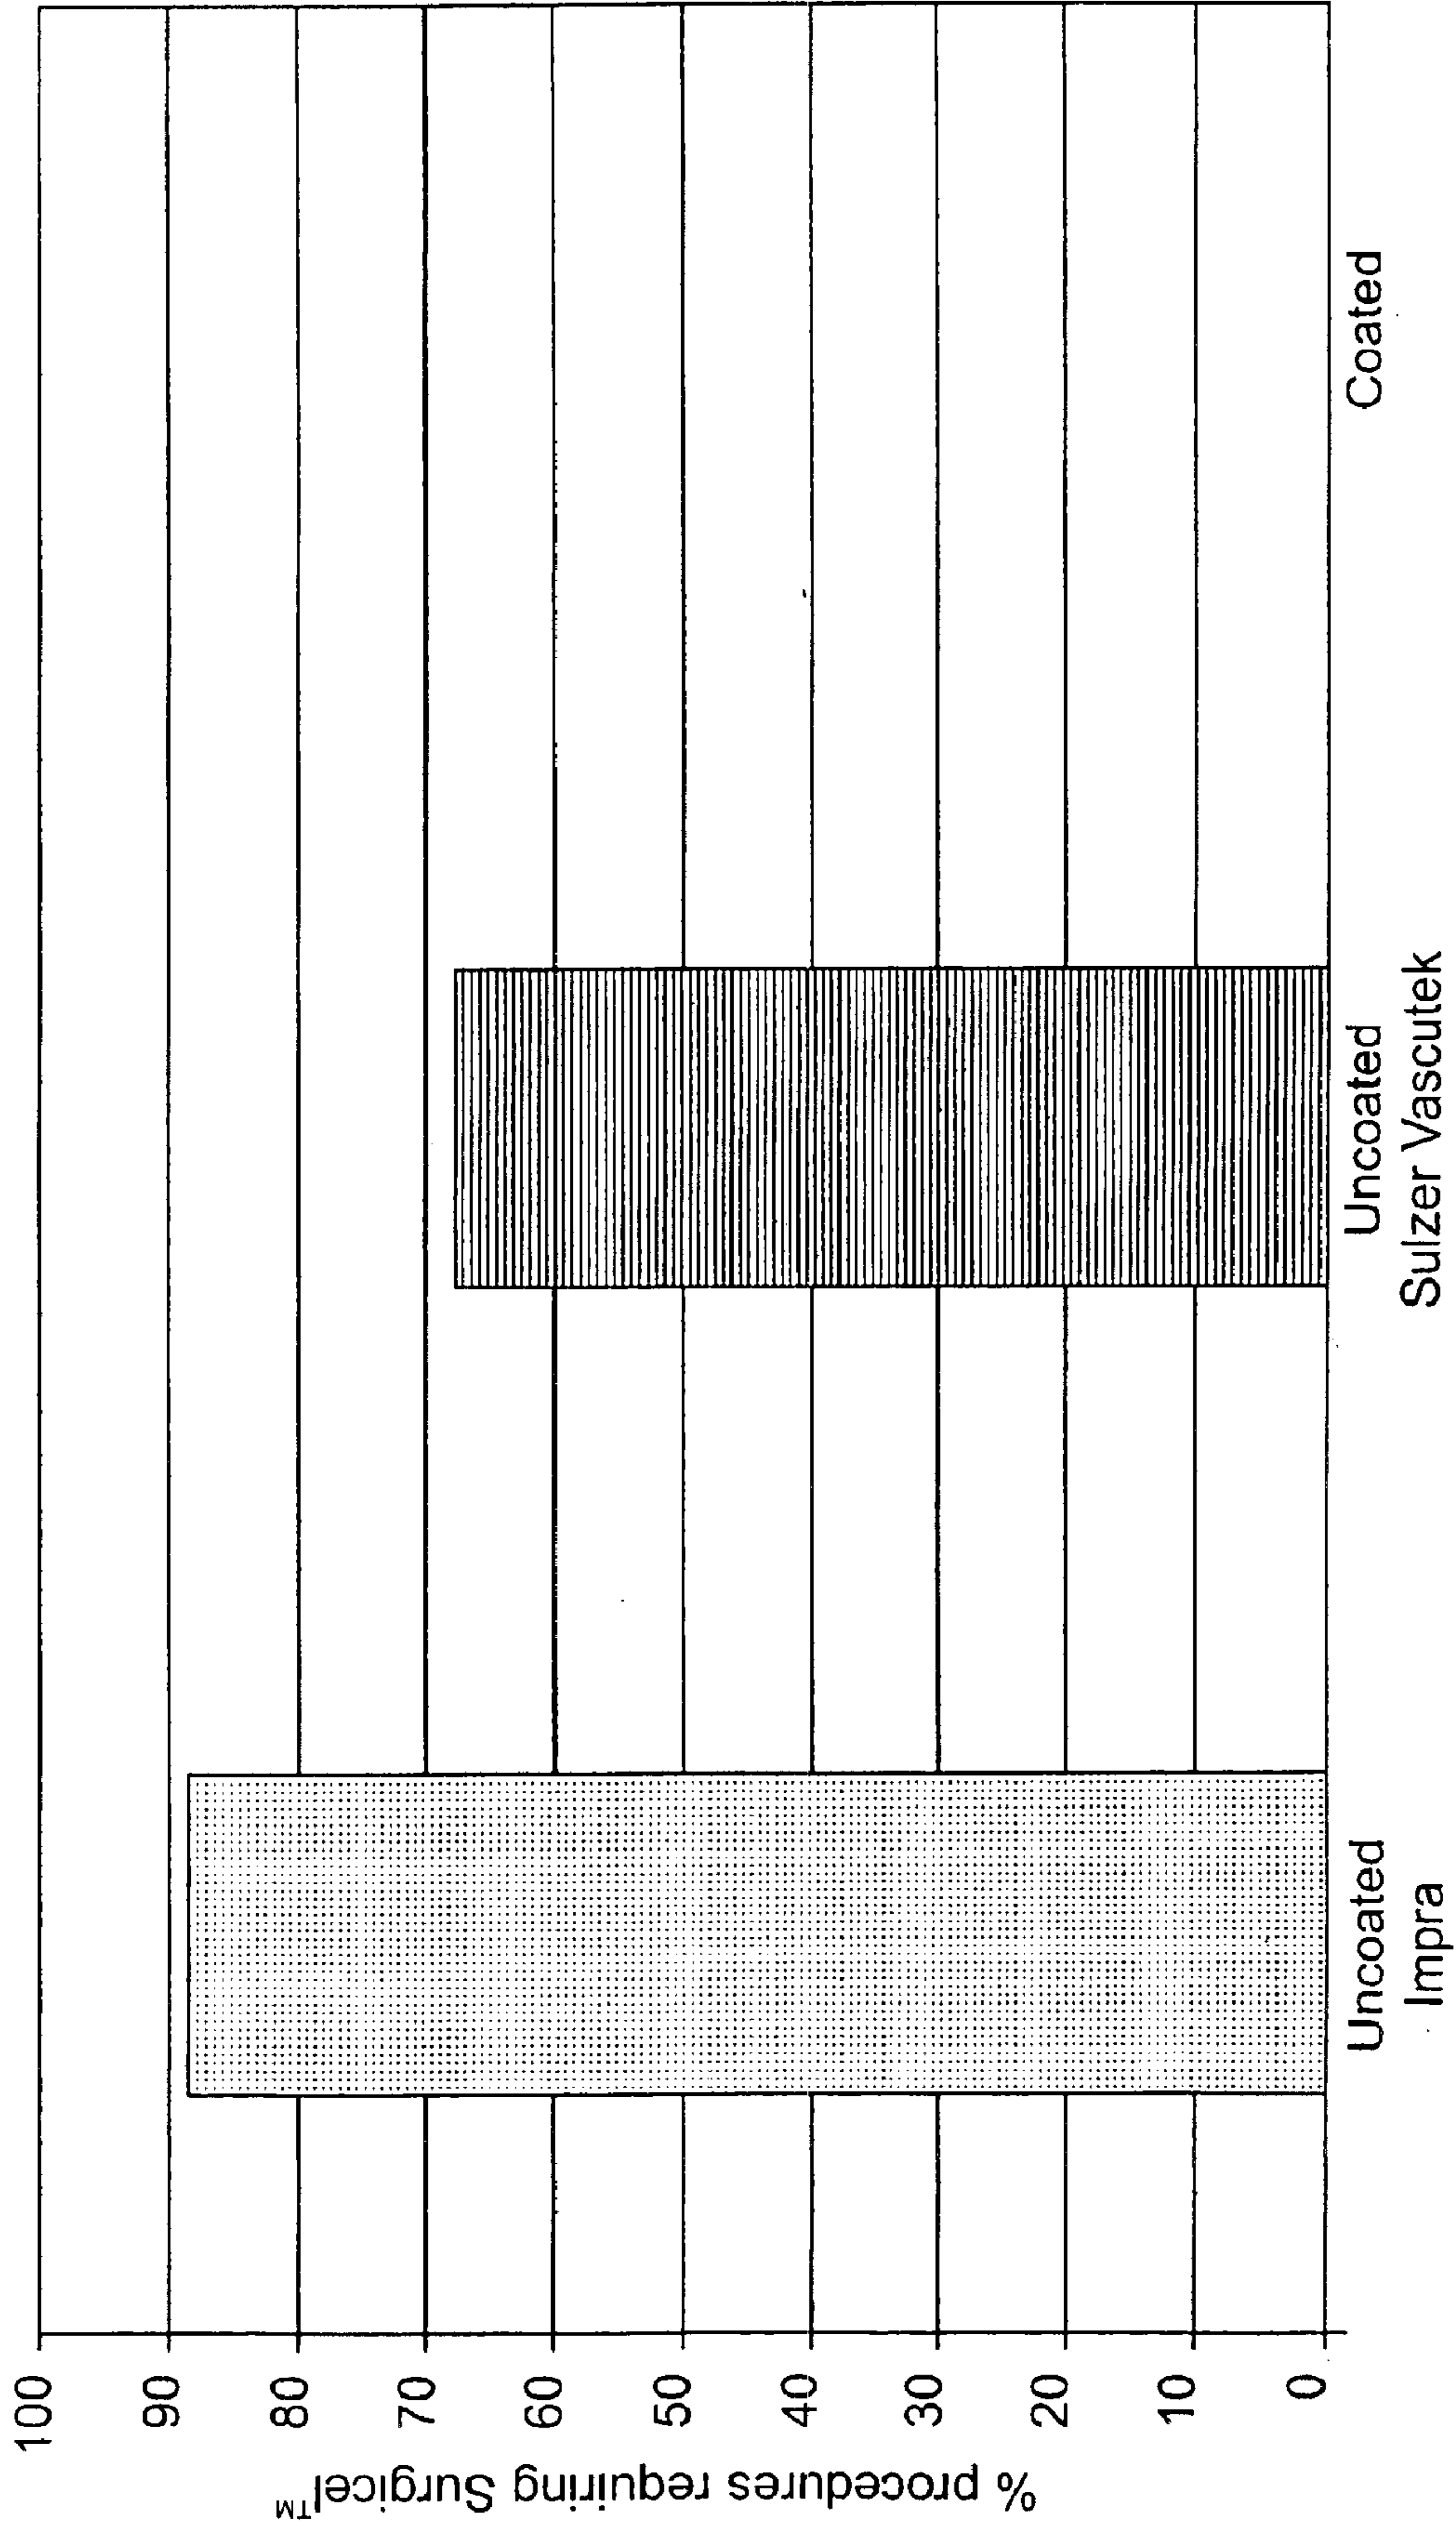 % procedures requiring Surgicel™
100
90
80
70
60
50
40
30
20
10
0
Uncoated
Impra
Uncoated
Sulzer Vascutek
Coated